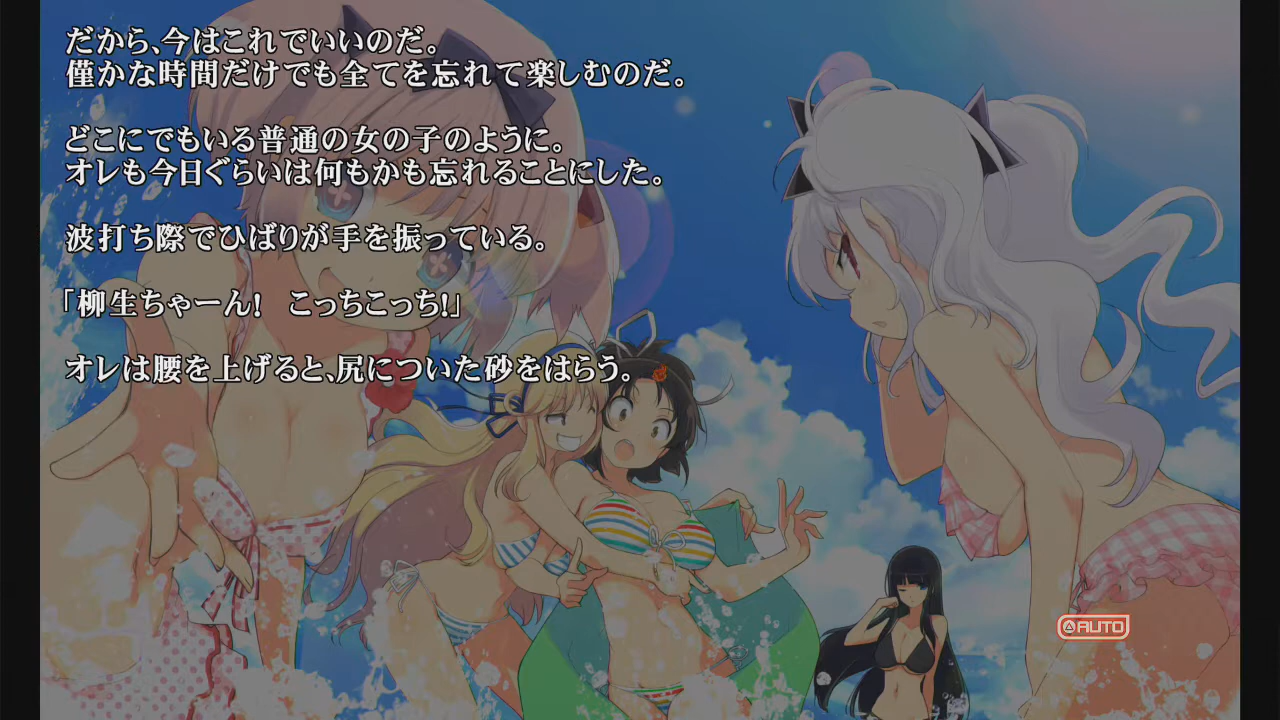 だから、今はこれでいいのだ。
僅かな時間だけでも全てを忘れて楽しむのだ。
どこにでもいる普通の女の子のように。
オレも今日ぐらいは何もかも忘れることにした。
波打ち際でひばりが手を振っている。
「柳生ちゃーん!　こっちこっち!」
オレは腰を上げると、尻についた砂をはらう。
AUTO